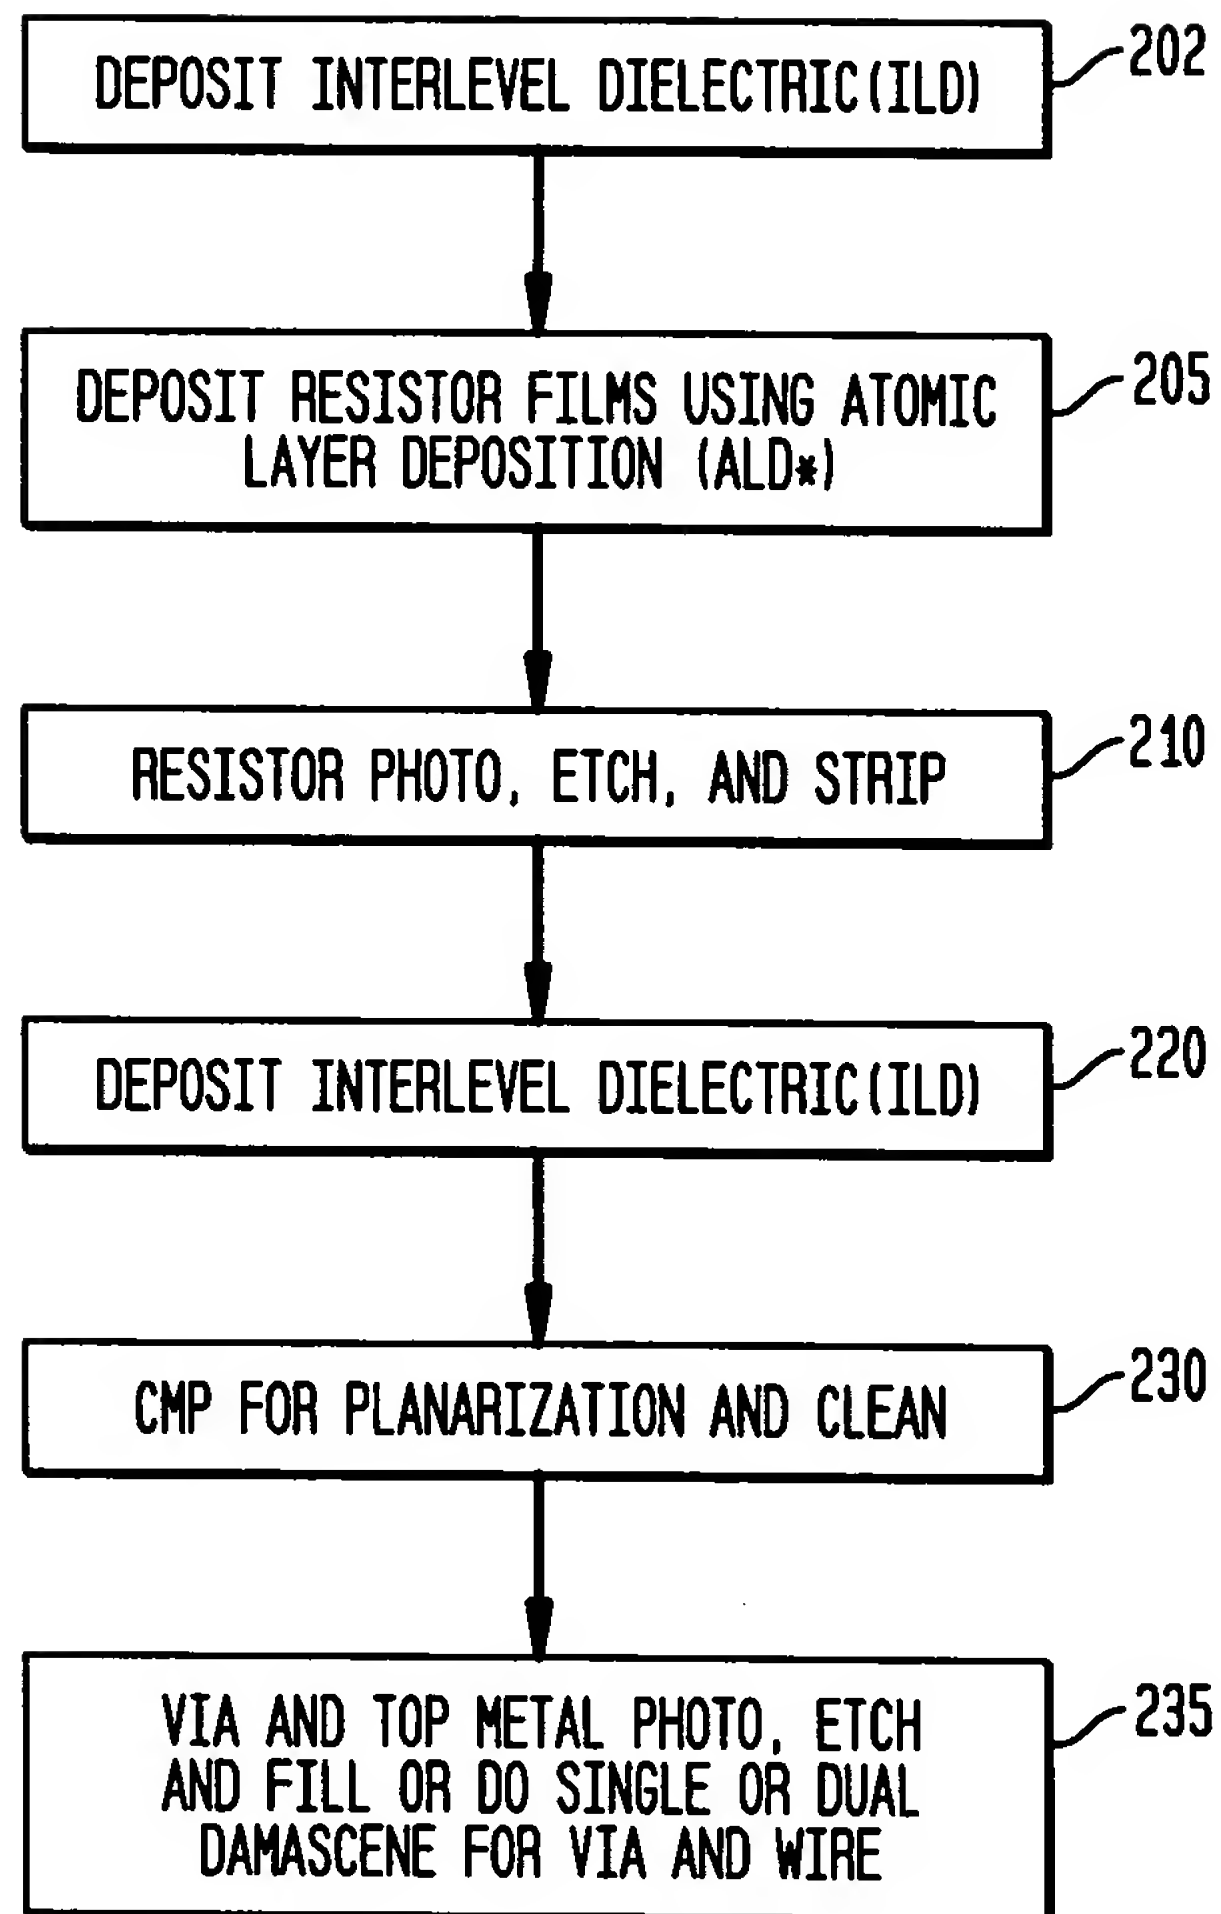 DEPOSIT INTERLEVEL DIELECTRIC(ILD)
202
DEPOSIT RESISTOR FILMS USING ATOMIC
LAYER DEPOSITION (ALD*)
205
RESISTOR PHOTO, ETCH, AND STRIP
210
DEPOSIT INTERLEVEL DIELECTRIC(ILD)
220
CMP FOR PLANARIZATION AND CLEAN
230
VIA AND TOP METAL PHOTO, ETCH
AND FILL OR DO SINGLE OR DUAL
DAMASCENE FOR VIA AND WIRE
235